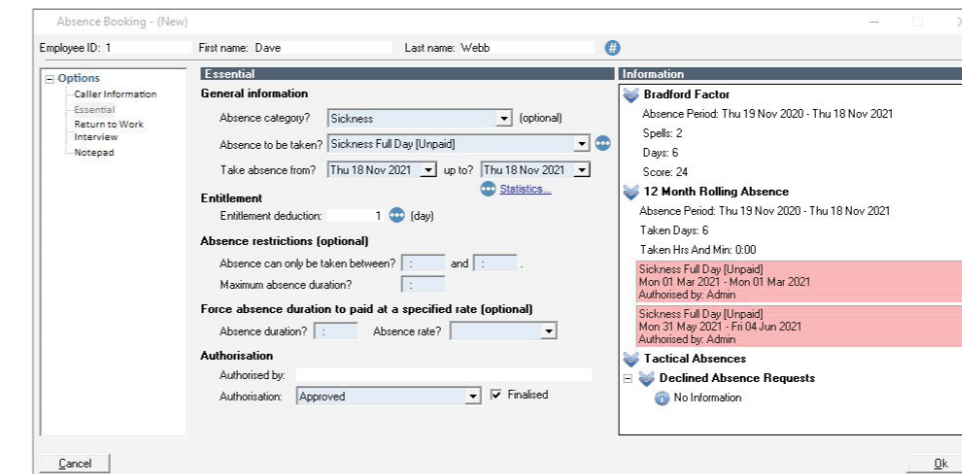 Absence Booking - (New)
Employee ID: 1 First name: Dave Last name: Webb #
Options
Caller Information
Essential
Return to Work
Interview
Notepad
Essential
General information
Absence category? Sickness (optional)
Absence to be taken? Sickness Full Day [Unpaid]
Take absence from? Thu 18 Nov 2021 up to? Thu 18 Nov 2021
Statistics...
Entitlement
Entitlement deduction: 1 (day)
Absence restrictions (optional)
Absence can only be taken between? : and : .
Maximum absence duration? :
Force absence duration to paid at a specified rate (optional)
Absence duration? : Absence rate?
Authorisation
Authorised by:
Authorisation: Approved Finalised
Information
Bradford Factor
Absence Period: Thu 19 Nov 2020 - Thu 18 Nov 2021
Spells: 2
Days: 6
Score: 24
12 Month Rolling Absence
Absence Period: Thu 19 Nov 2020 - Thu 18 Nov 2021
Taken Days: 6
Taken Hrs And Min: 0:00
Sickness Full Day [Unpaid]
Mon 01 Mar 2021 - Mon 01 Mar 2021
Authorised by: Admin
Sickness Full Day [Unpaid]
Mon 31 May 2021 - Fri 04 Jun 2021
Authorised by: Admin
Tactical Absences
Declined Absence Requests
No Information
Cancel
Ok